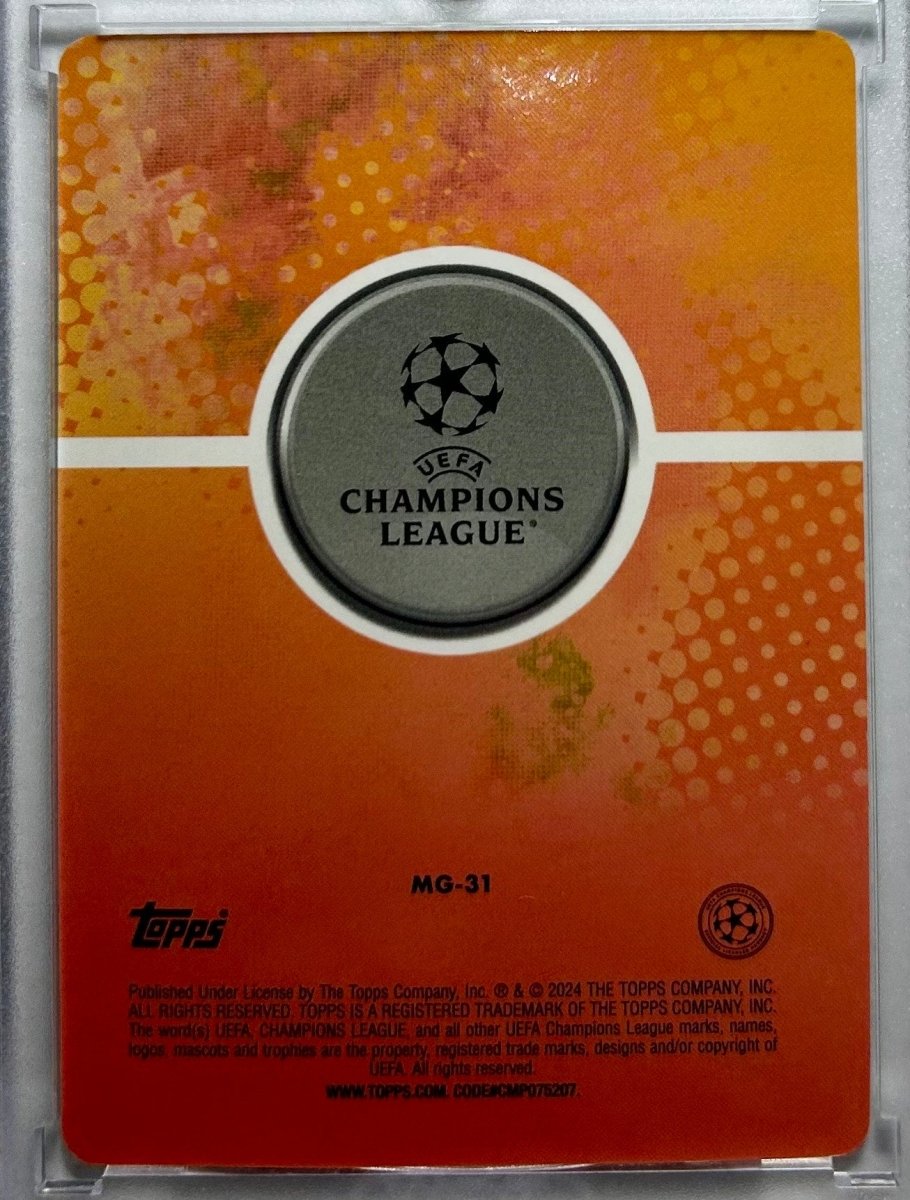 UEFA
CHAMPIONS
LEAGUE®
MG-31
Topps
Published Under License by The Topps Company, Inc. ® & © 2024 THE TOPPS COMPANY, INC.
ALL RIGHTS RESERVED. TOPPS IS A REGISTERED TRADEMARK OF THE TOPPS COMPANY, INC.
The word(s) UEFA, CHAMPIONS LEAGUE, and all other UEFA Champions League marks, names,
logos, mascots and trophies are the property, registered trade marks, designs and/or copyright of
UEFA. All rights reserved.
WWW.TOPPS.COM. CODE#CMP075207.